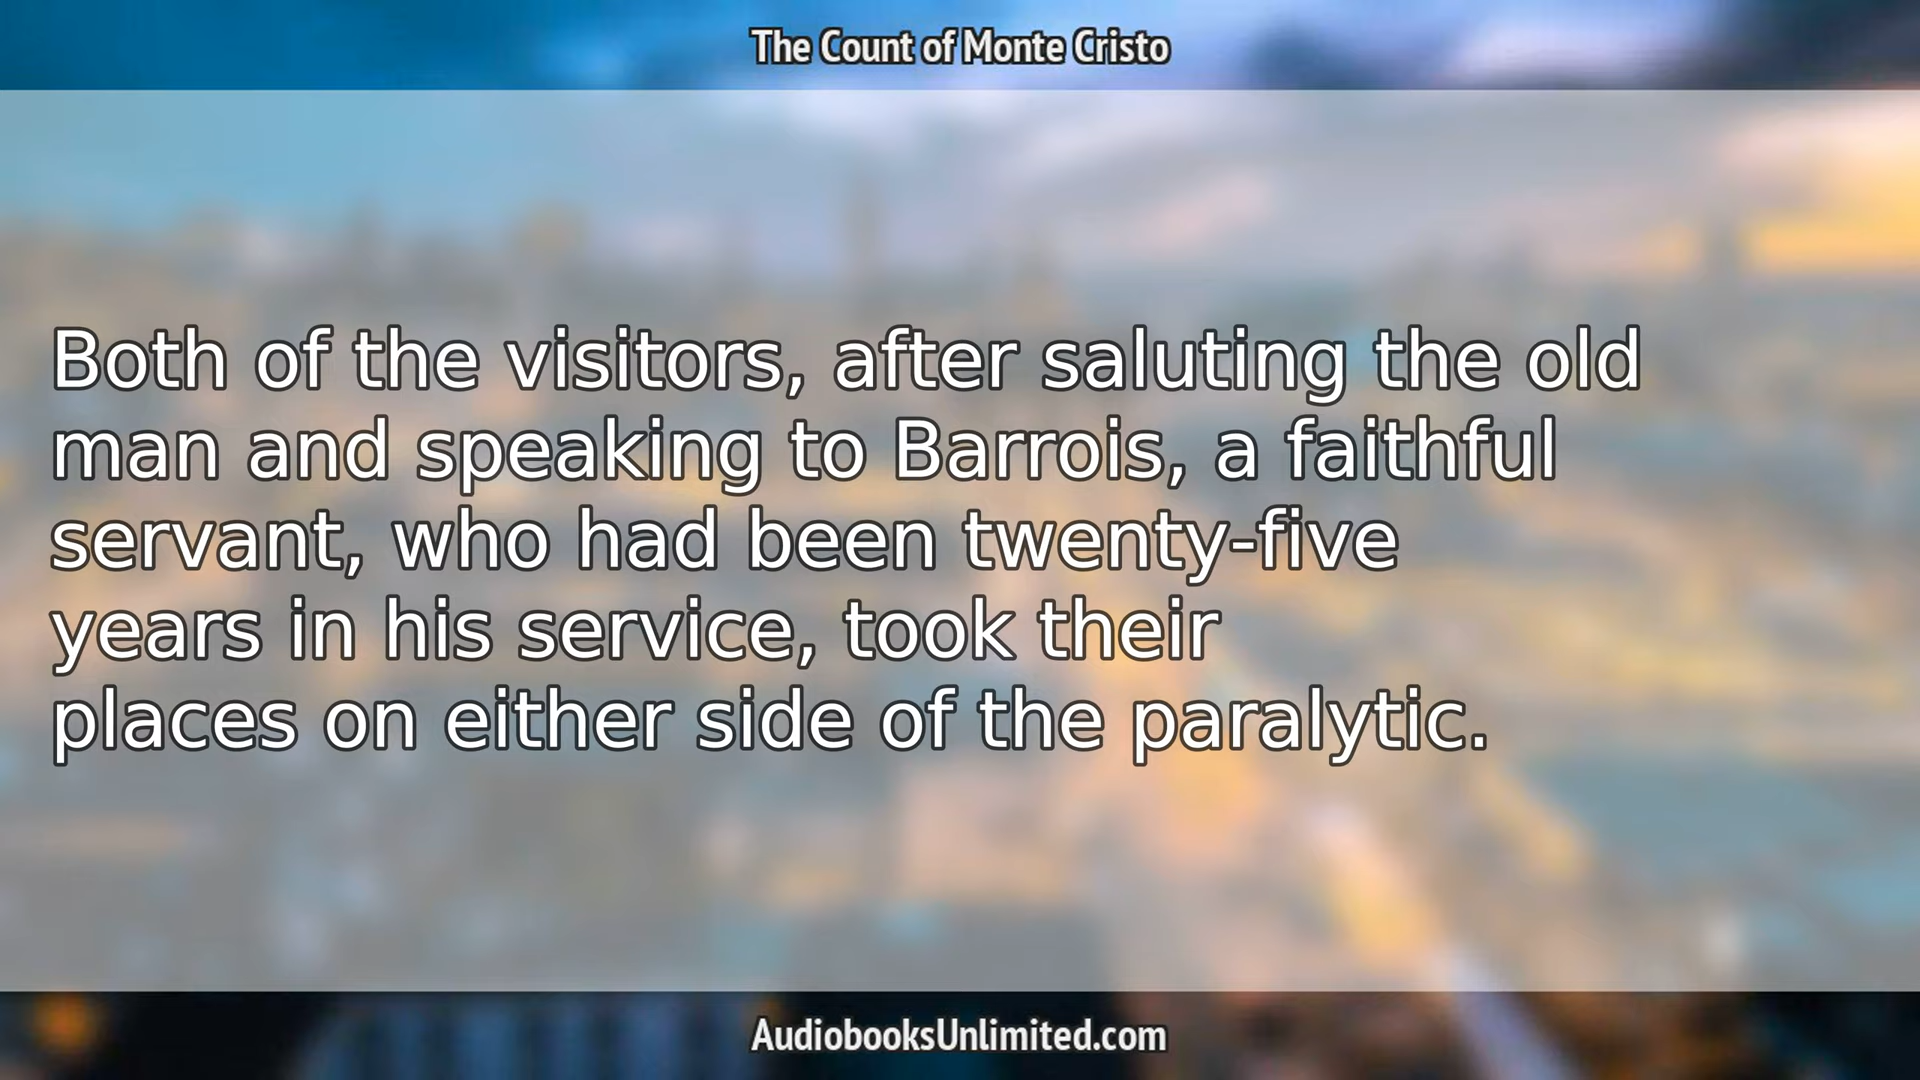 The Count of Monte Cristo
Both of the visitors, after saluting the old
man and speaking to Barrois, a faithful
servant, who had been twenty-five
years in his service, took their
places on either side of the paralytic.
AudiobooksUnlimited.com